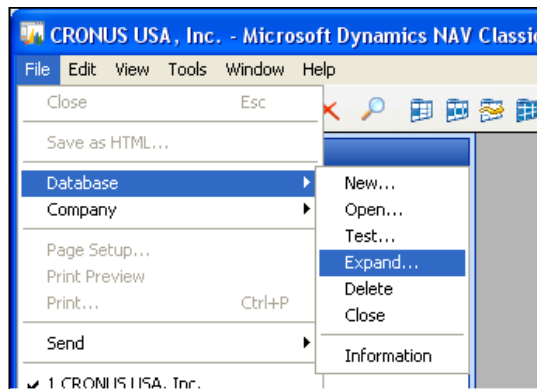 CRONUS USA, Inc. - Microsoft Dynamics NAV Classic
File Edit View Tools Window Help
Close Esc
Save as HTML...
Database
Company
Page Setup...
Print Preview
Print... Ctrl+P
Send
1 CRONUS USA, Inc.
New...
Open...
Test...
Expand...
Delete
Close
Information